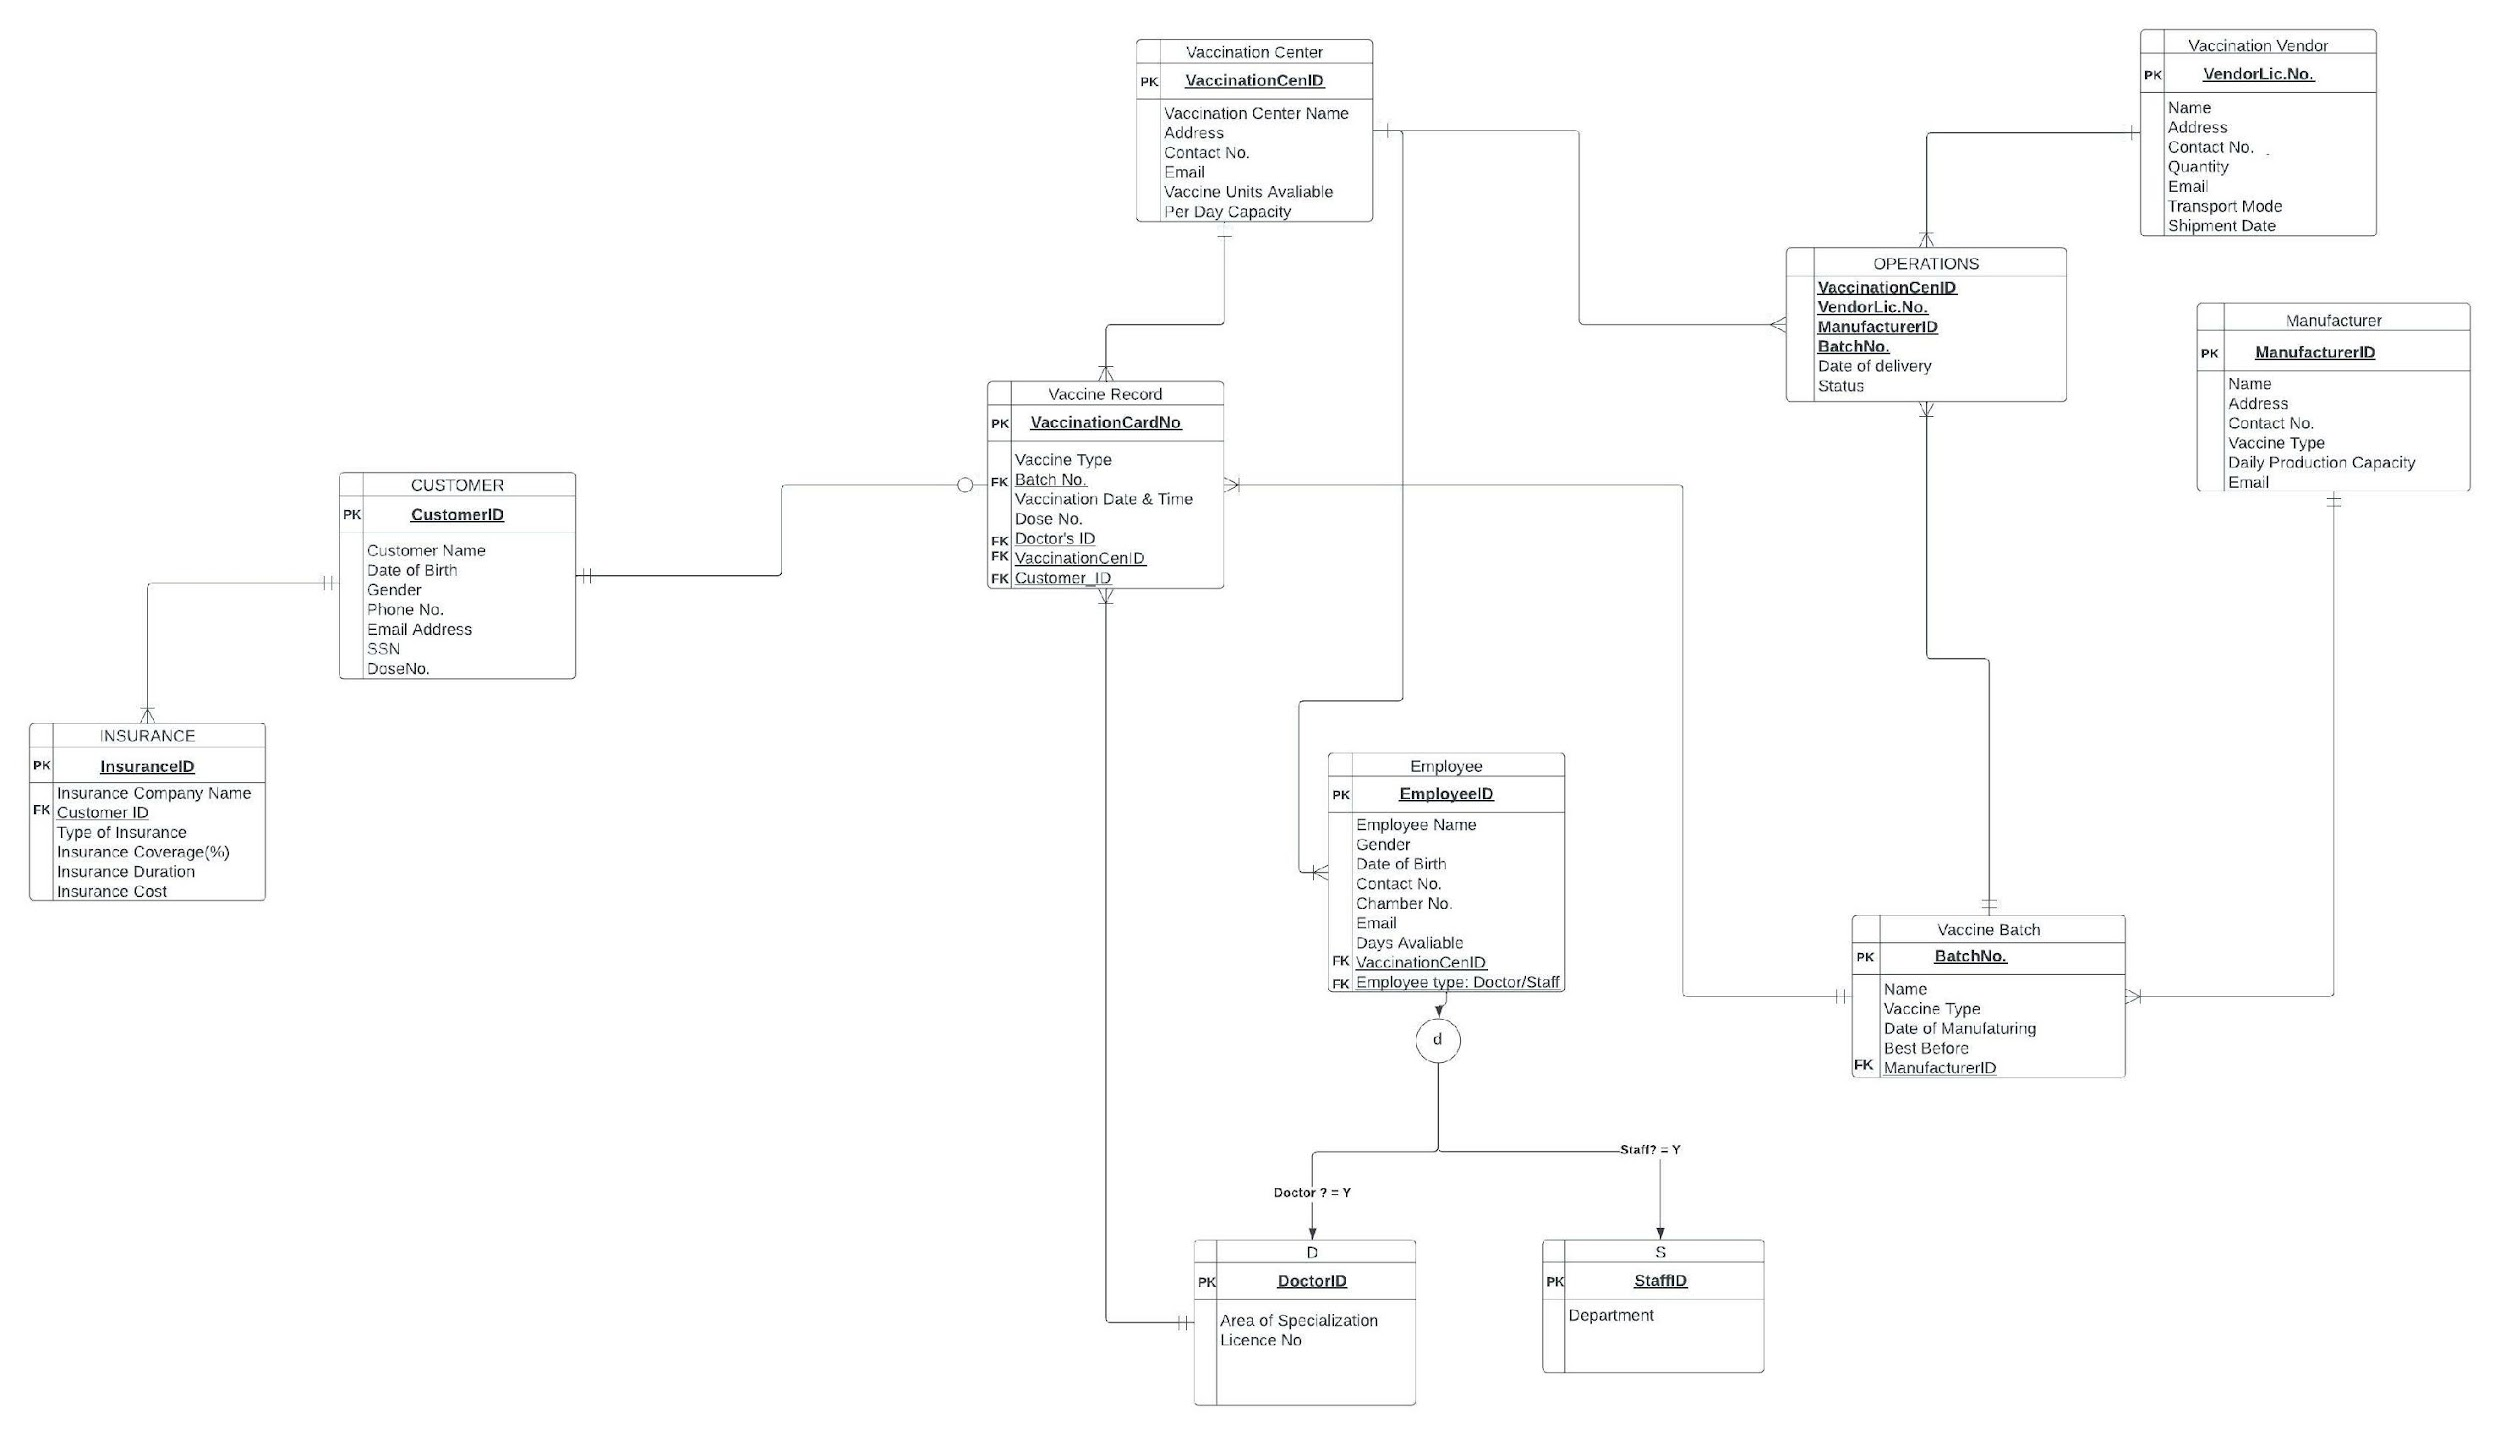 Vaccination Center
PK VaccinationCenID
Vaccination Center Name
Address
Contact No.
Email
Vaccine Units Avaliable
Per Day Capacity
Vaccination Vendor
PK VendorLic.No.
Name
Address
Contact No.
Quantity
Email
Transport Mode
Shipment Date
OPERATIONS
VaccinationCenID
VendorLic.No.
ManufacturerID
BatchNo.
Date of delivery
Status
Manufacturer
PK ManufacturerID
Name
Address
Contact No.
Vaccine Type
Daily Production Capacity
Email
Vaccine Record
PK VaccinationCardNo
Vaccine Type
FK Batch No.
Vaccination Date & Time
Dose No.
FK Doctor's ID
FK VaccinationCenID
FK Customer_ID
CUSTOMER
PK CustomerID
Customer Name
Date of Birth
Gender
Phone No.
Email Address
SSN
DoseNo.
INSURANCE
PK InsuranceID
Insurance Company Name
FK Customer ID
Type of Insurance
Insurance Coverage(%)
Insurance Duration
Insurance Cost
Employee
PK EmployeeID
Employee Name
Gender
Date of Birth
Contact No.
Chamber No.
Email
Days Avaliable
FK VaccinationCenID
FK Employee type: Doctor/Staff
d
Vaccine Batch
PK BatchNo.
Name
Vaccine Type
Date of Manufaturing
Best Before
FK ManufacturerID
Staff? = Y
Doctor ? = Y
D
PK DoctorID
Area of Specialization
Licence No
S
PK StaffID
Department